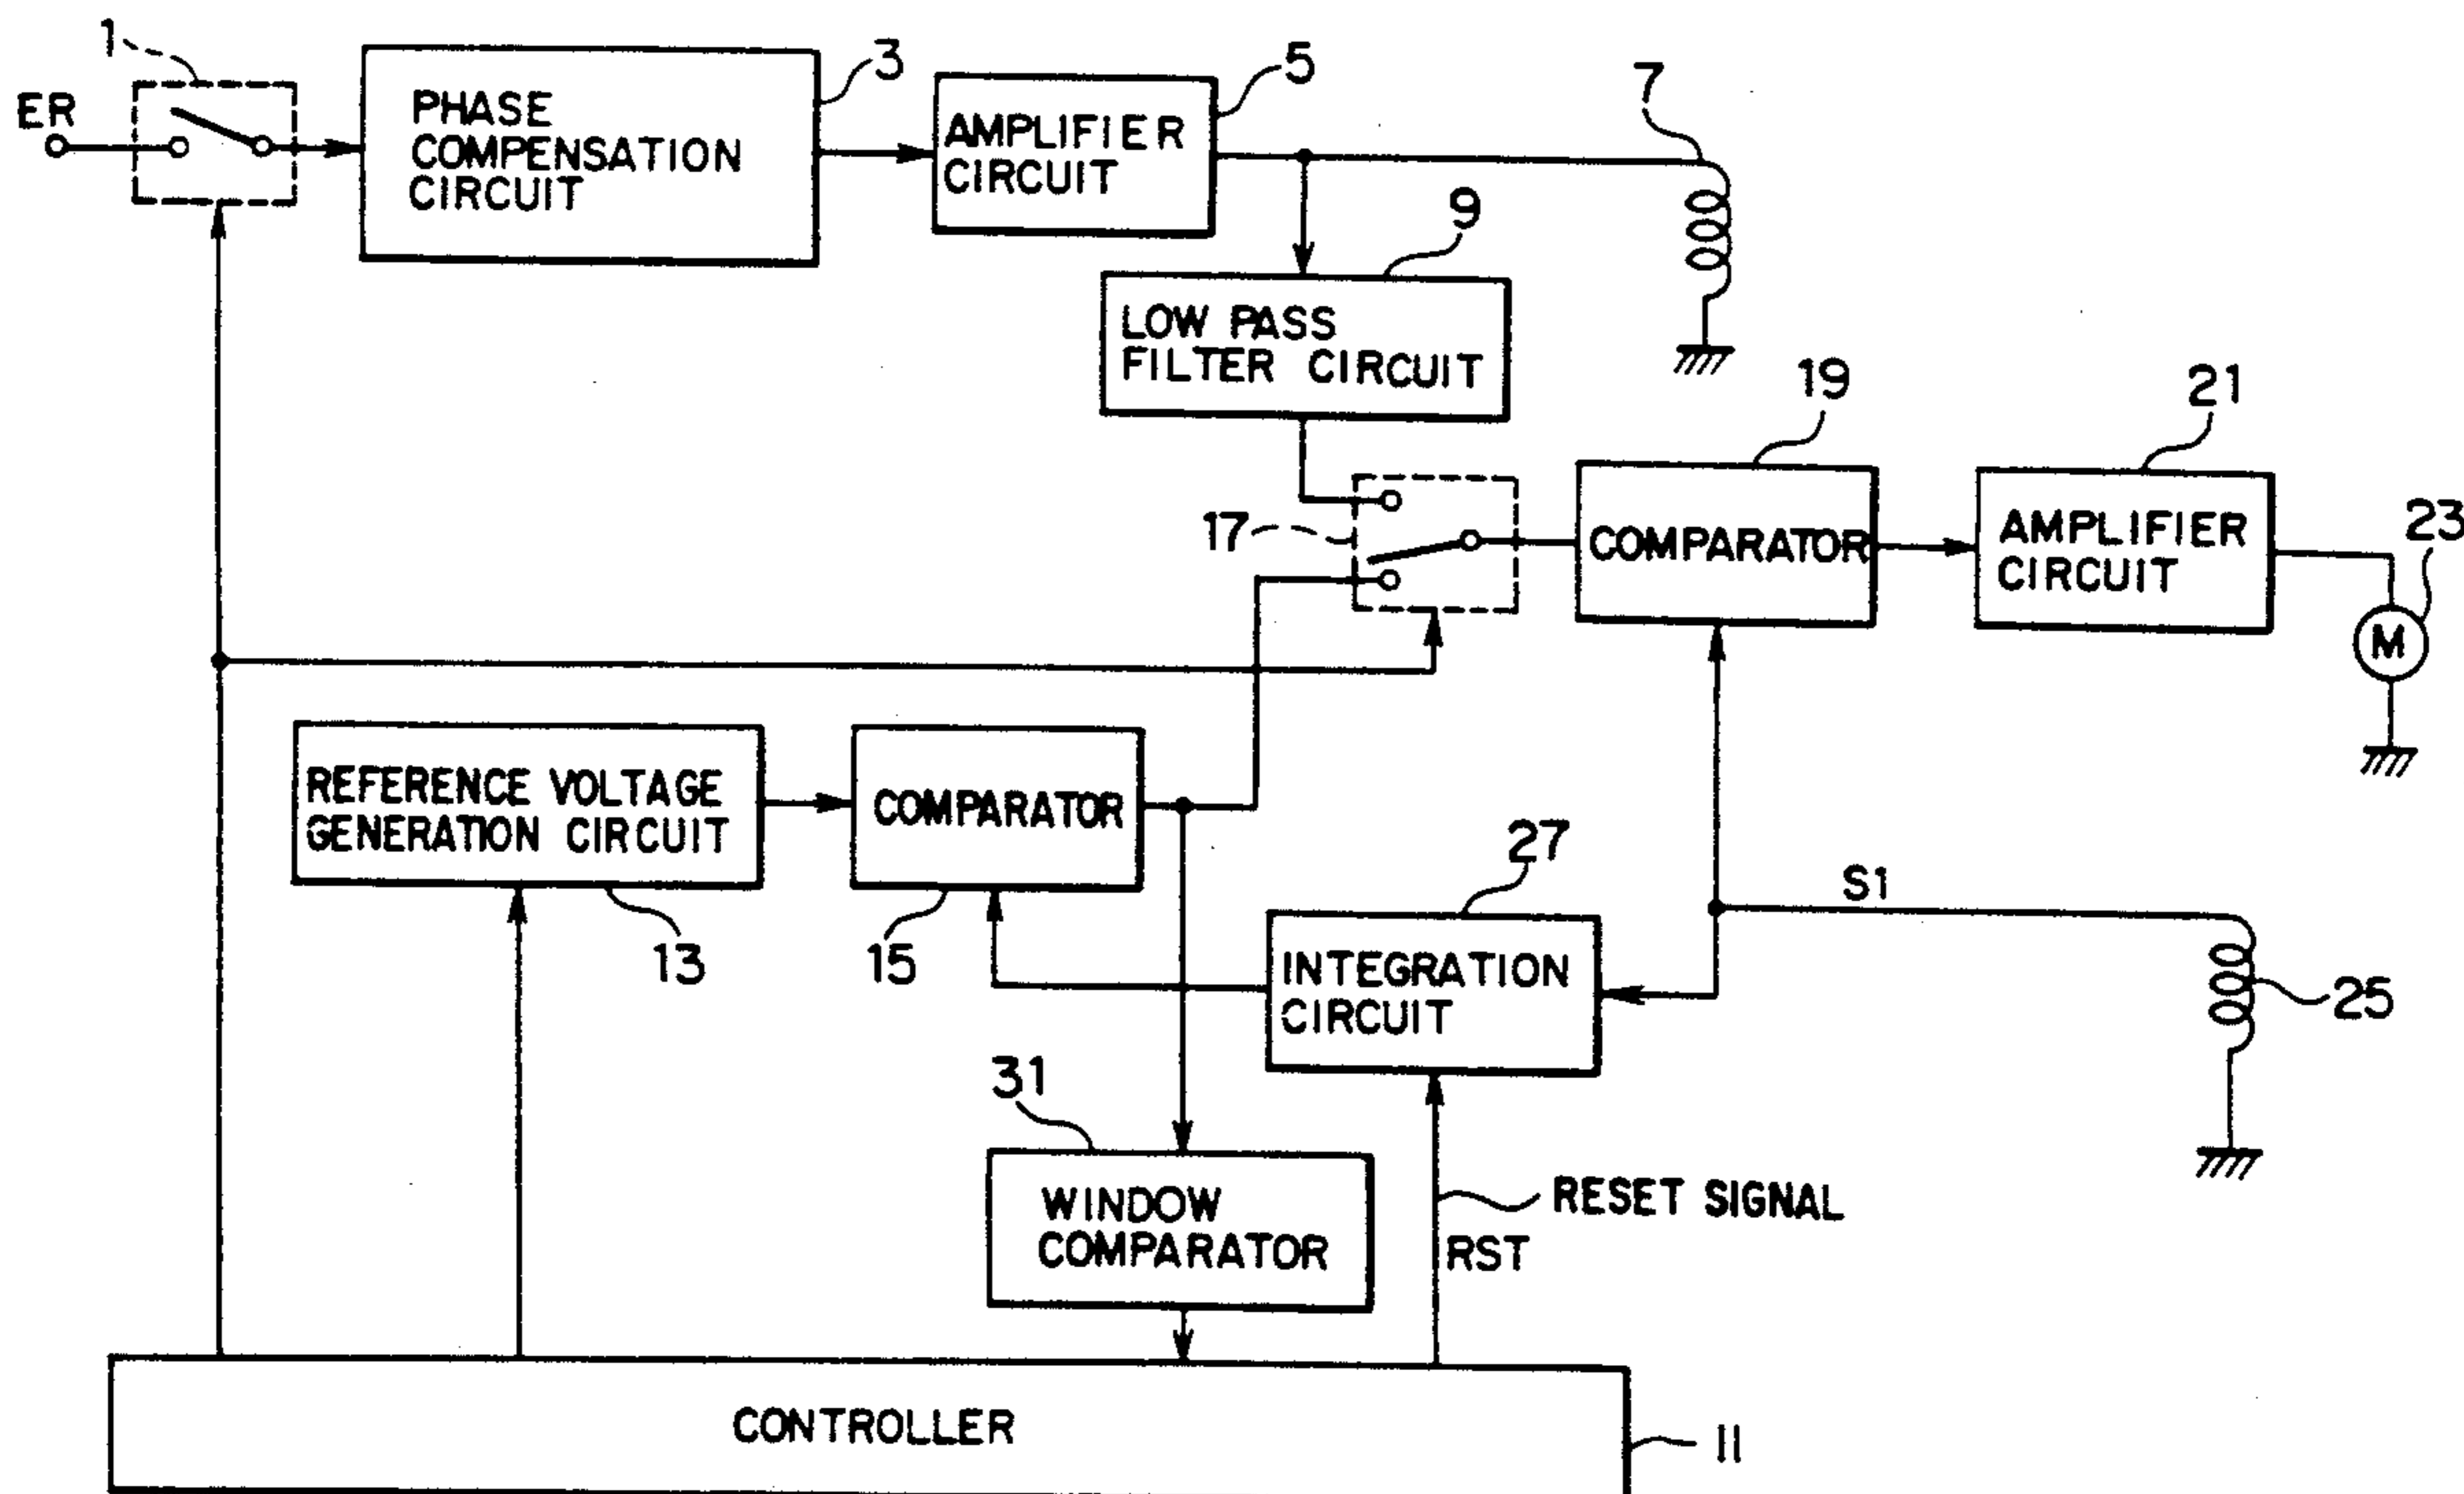 1
3
5
7
ER
PHASE
COMPENSATION
CIRCUIT
AMPLIFIER
CIRCUIT
9
LOW PASS
FILTER CIRCUIT
19
21
17
COMPARATOR
AMPLIFIER
CIRCUIT
23
M
REFERENCE VOLTAGE
GENERATION CIRCUIT
COMPARATOR
27
S1
13
15
INTEGRATION
CIRCUIT
25
31
WINDOW
COMPARATOR
RESET SIGNAL
RST
CONTROLLER
11